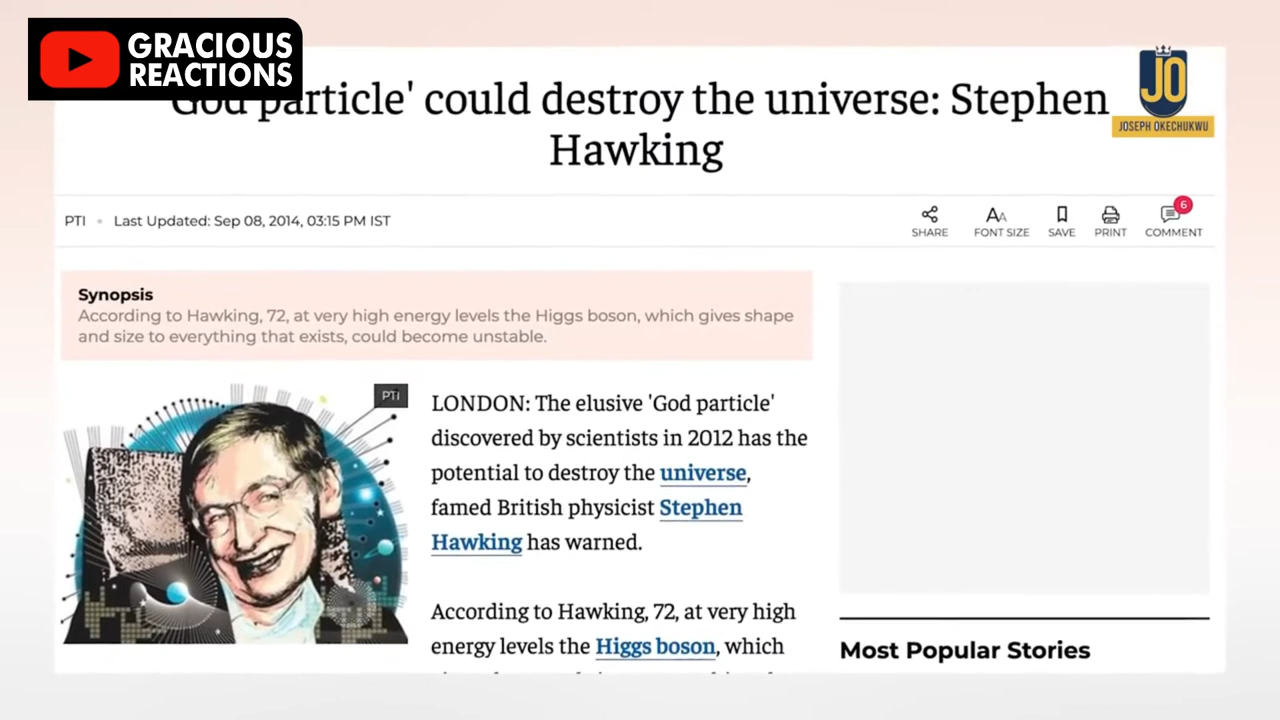 GRACIOUS
REACTIONS
JO
JOSEPH OKECHUKWU
God particle' could destroy the universe: Stephen
Hawking
PTI • Last Updated: Sep 08, 2014, 03:15 PM IST
SHARE
AA
FONT SIZE
SAVE
PRINT
6
COMMENT
Synopsis
According to Hawking, 72, at very high energy levels the Higgs boson, which gives shape
and size to everything that exists, could become unstable.
PTI
LONDON: The elusive 'God particle'
discovered by scientists in 2012 has the
potential to destroy the universe,
famed British physicist Stephen
Hawking has warned.
According to Hawking, 72, at very high
energy levels the Higgs boson, which
Most Popular Stories